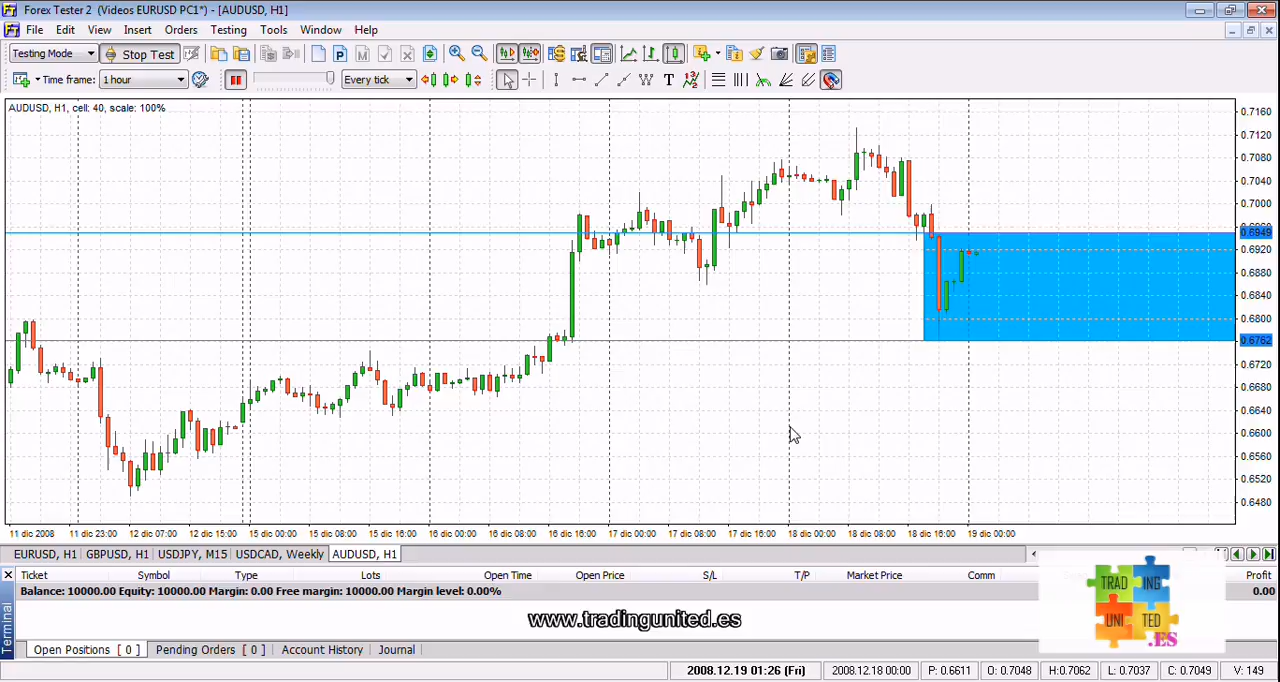 Forex Tester 2 (Videos EURUSD PC1*) - [AUDUSD, H1]
File Edit View Insert Orders Testing Tools Window Help
Testing Mode Stop Test
Time frame: 1 hour Every tick
AUDUSD, H1, cell: 40, scale: 100%
0.7160
0.7120
0.7080
0.7040
0.7000
0.6949
0.6920
0.6880
0.6840
0.6800
0.6762
0.6720
0.6680
0.6640
0.6600
0.6560
0.6520
0.6480
11 dic 2008 11 dic 23:00 12 dic 07:00 12 dic 15:00 15 dic 00:00 15 dic 08:00 15 dic 16:00 16 dic 00:00 16 dic 08:00 16 dic 16:00 17 dic 00:00 17 dic 08:00 17 dic 16:00 18 dic 00:00 18 dic 08:00 18 dic 16:00 19 dic 00:00
EURUSD, H1 GBPUSD, H1 USDJPY, M15 USDCAD, Weekly AUDUSD, H1
Ticket Symbol Type Lots Open Time Open Price S/L T/P Market Price Comm Profit
Balance: 10000.00 Equity: 10000.00 Margin: 0.00 Free margin: 10000.00 Margin level: 0.00% 0.00
TRAD ING
UNI TED
.ES
www.tradingunited.es
Terminal
Open Positions [ 0 ] Pending Orders [ 0 ] Account History Journal
2008.12.19 01:26 (Fri) 2008.12.18 00:00 P: 0.6611 O: 0.7048 H:0.7062 L: 0.7037 C: 0.7049 V: 149